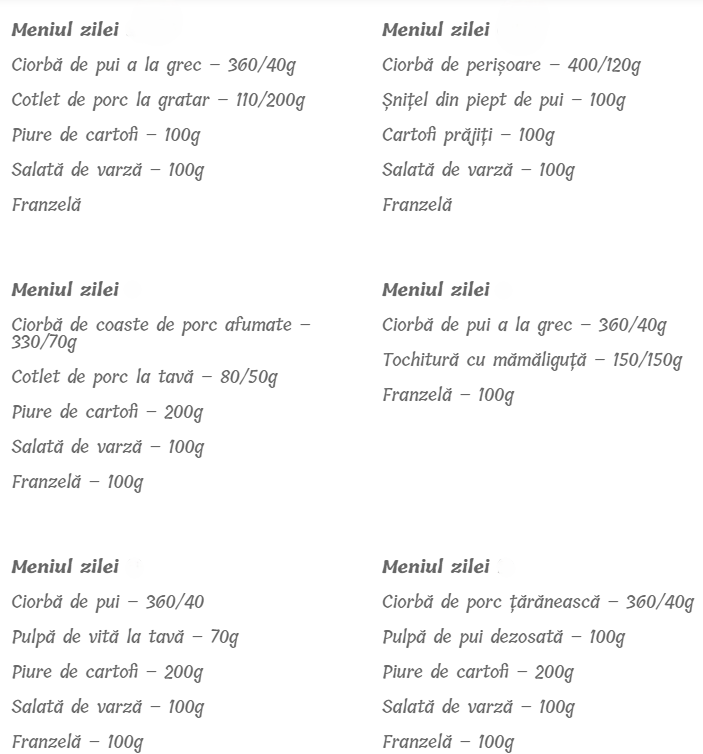 Meniul zilei
Ciorbă de pui a la grec – 360/40g
Cotlet de porc la gratar – 110/200g
Piure de cartofi – 100g
Salată de varză – 100g
Franzelă
Meniul zilei
Ciorbă de perișoare – 400/120g
Șnițel din piept de pui – 100g
Cartofi prăjiți – 100g
Salată de varză – 100g
Franzelă
Meniul zilei
Ciorbă de coaste de porc afumate –
330/70g
Cotlet de porc la tavă – 80/50g
Piure de cartofi – 200g
Salată de varză – 100g
Franzelă – 100g
Meniul zilei
Ciorbă de pui a la grec – 360/40g
Tochitură cu mămăliguță – 150/150g
Franzelă – 100g
Meniul zilei
Ciorbă de pui – 360/40
Pulpă de vită la tavă – 70g
Piure de cartofi – 200g
Salată de varză – 100g
Franzelă – 100g
Meniul zilei
Ciorbă de porc țărănească – 360/40g
Pulpă de pui dezosată – 100g
Piure de cartofi – 200g
Salată de varză – 100g
Franzelă – 100g